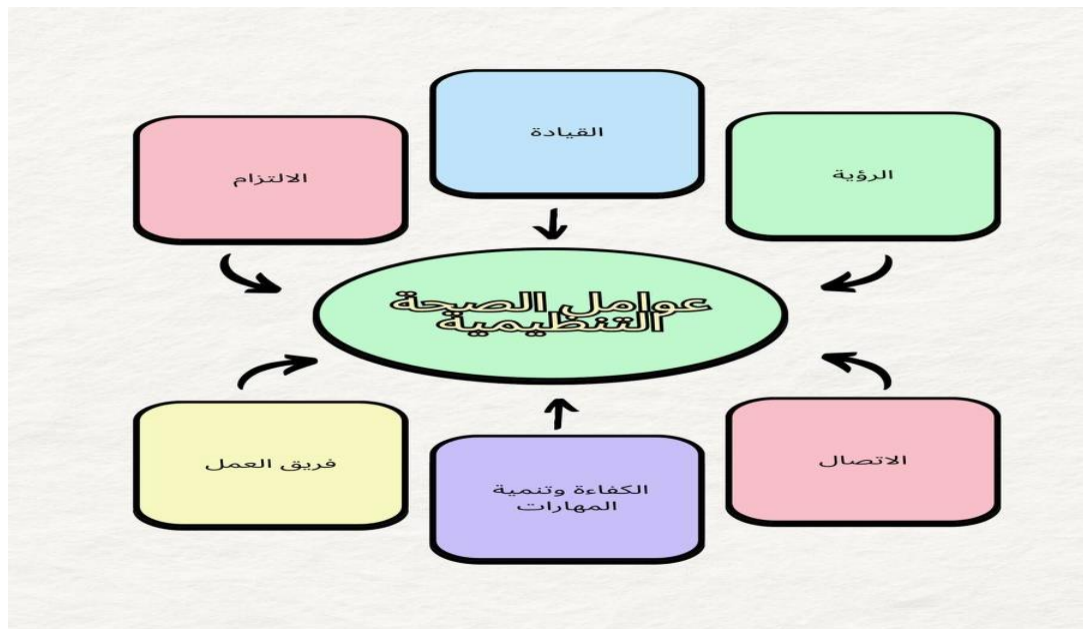 القيادة
الرؤية
الالتزام
عوامل الصحة
التنظيمية
الاتصال
فريق العمل
الكفاءة وتنمية
المهارات